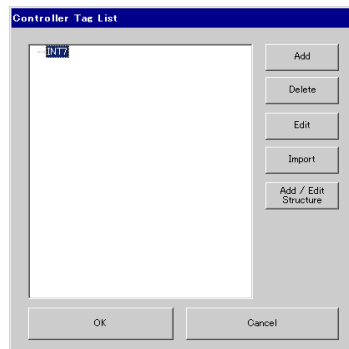 Controller Tag List
INT7
Add
Delete
Edit
Import
Add / Edit
Structure
OK
Cancel